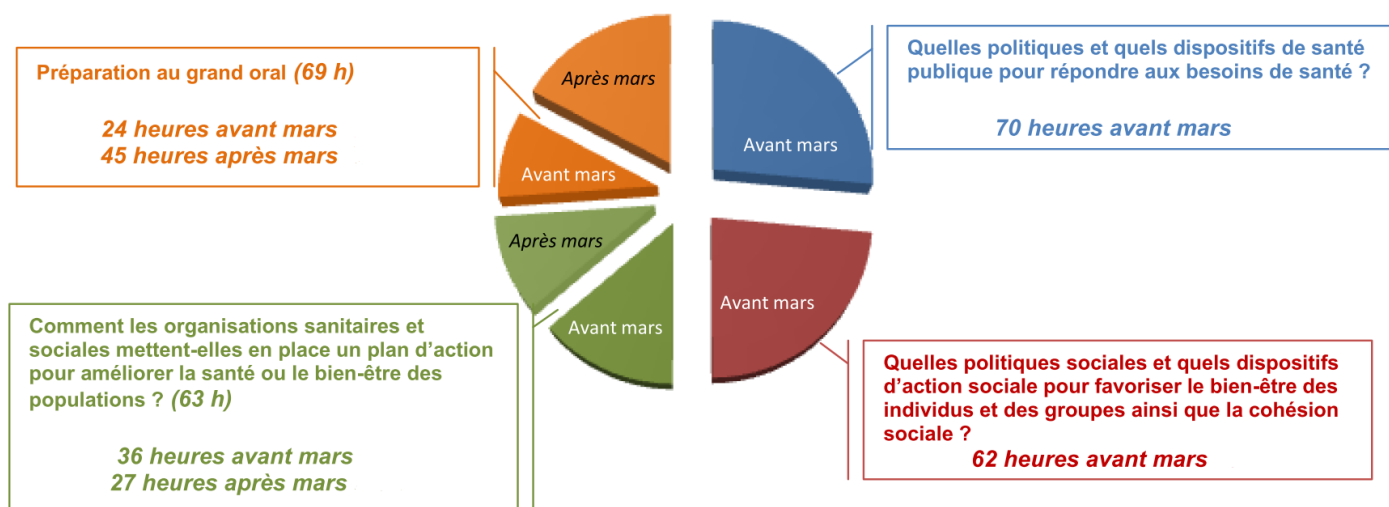 Préparation au grand oral (69 h)
24 heures avant mars
45 heures après mars
Après mars
Avant mars
Après mars
Avant mars
Avant mars
Avant mars
Quelles politiques et quels dispositifs de santé
publique pour répondre aux besoins de santé ?
70 heures avant mars
Comment les organisations sanitaires et
sociales mettent-elles en place un plan d'action
pour améliorer la santé ou le bien-être des
populations ? (63 h)
36 heures avant mars
27 heures après mars
Quelles politiques sociales et quels dispositifs
d'action sociale pour favoriser le bien-être des
individus et des groupes ainsi que la cohésion
sociale ?
62 heures avant mars